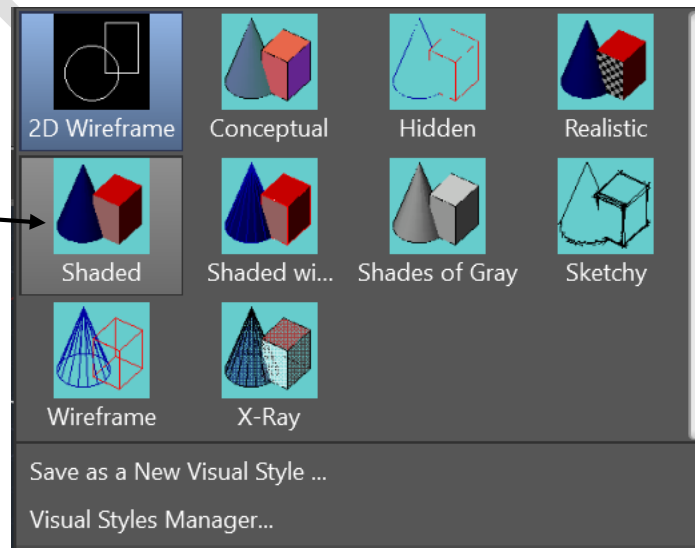 2D Wireframe Conceptual Hidden Realistic
Shaded Shaded wi... Shades of Gray Sketchy
Wireframe X-Ray
Save as a New Visual Style ...
Visual Styles Manager...